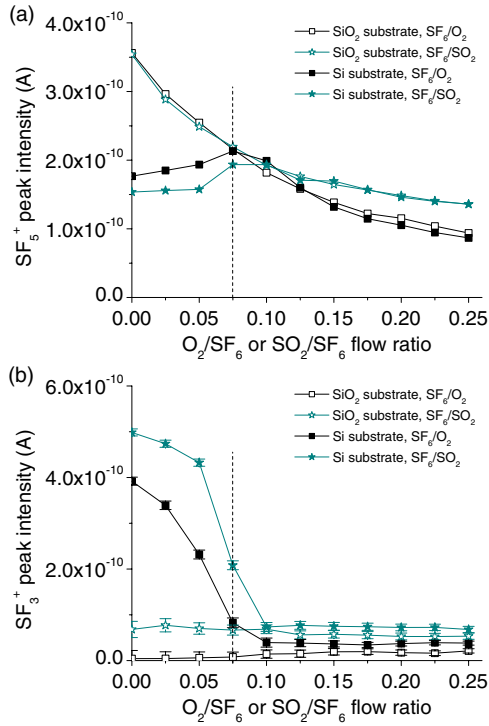 (a)
4.0x10⁻¹⁰
3.0x10⁻¹⁰
2.0x10⁻¹⁰
1.0x10⁻¹⁰
0.0
SF₅⁺ peak intensity (A)
SiO₂ substrate, SF₆/O₂
SiO₂ substrate, SF₆/SO₂
Si substrate, SF₆/O₂
Si substrate, SF₆/SO₂
0.00 0.05 0.10 0.15 0.20 0.25
O₂/SF₆ or SO₂/SF₆ flow ratio
(b)
6.0x10⁻¹⁰
4.0x10⁻¹⁰
2.0x10⁻¹⁰
0.0
SF₃⁺ peak intensity (A)
SiO₂ substrate, SF₆/O₂
SiO₂ substrate, SF₆/SO₂
Si substrate, SF₆/O₂
Si substrate, SF₆/SO₂
0.00 0.05 0.10 0.15 0.20 0.25
O₂/SF₆ or SO₂/SF₆ flow ratio